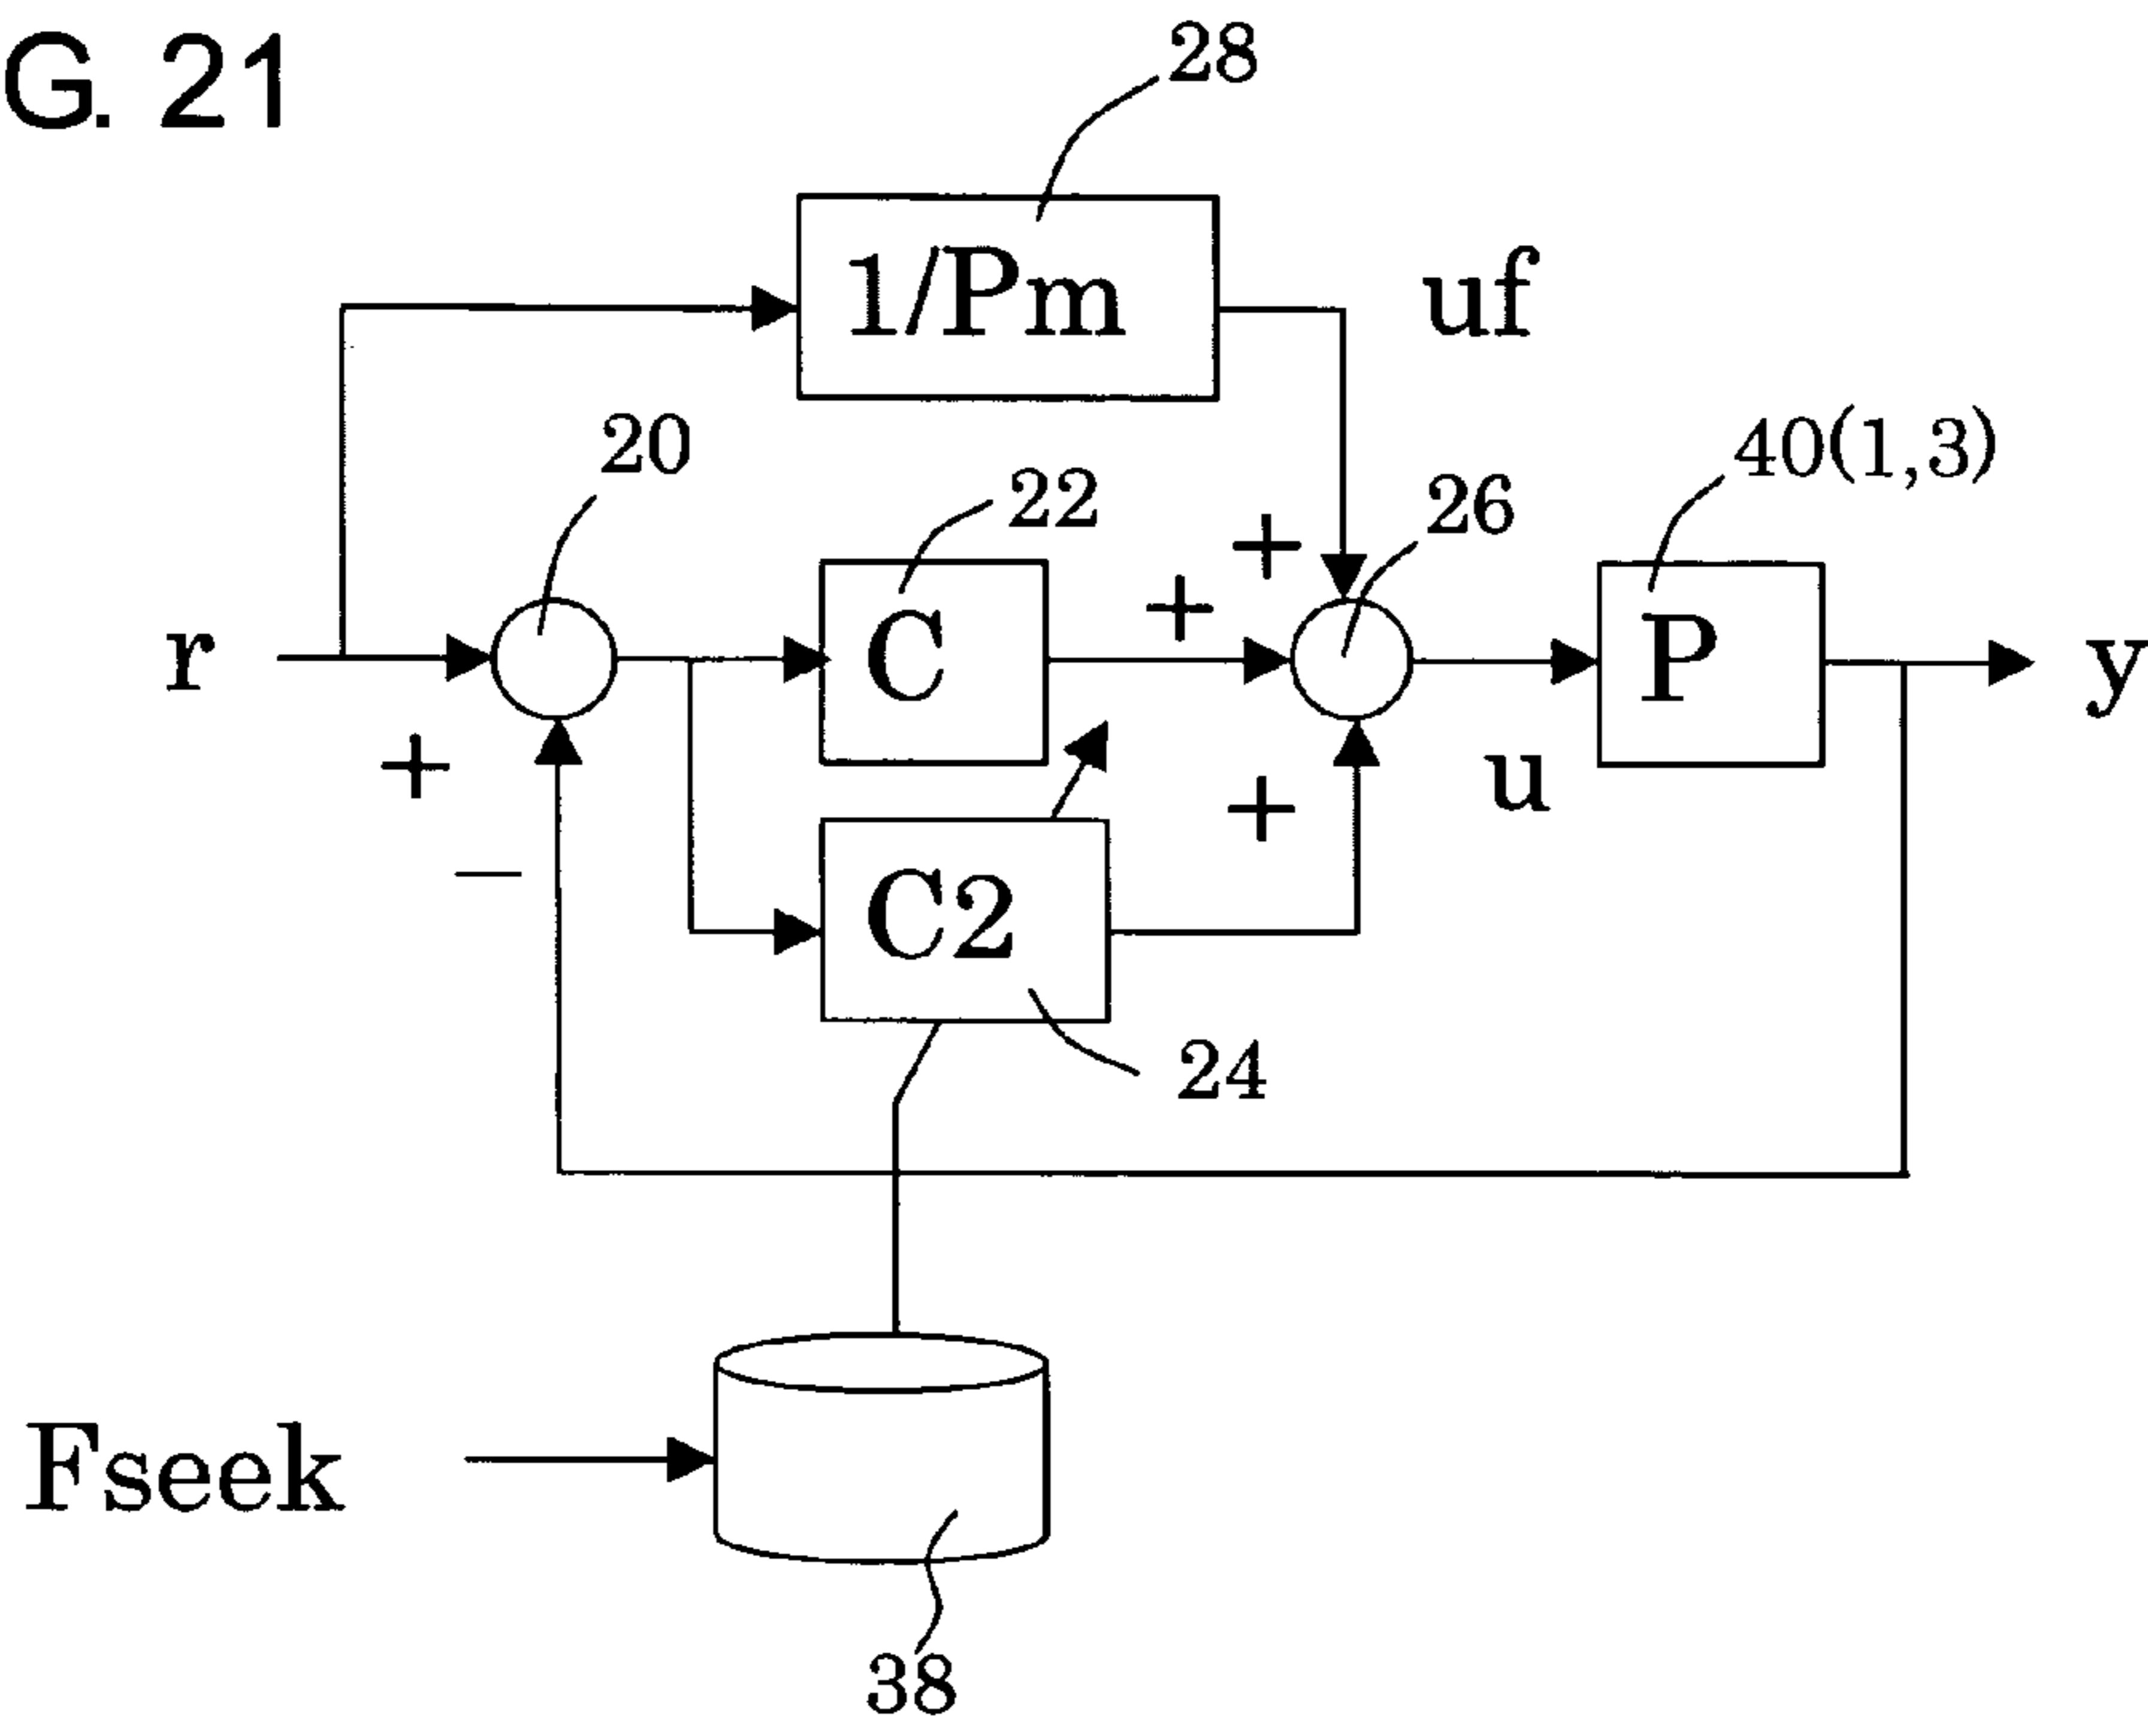 G. 21
28
1/Pm
uf
20
22
26
40(1,3)
+
+
r
C
P
y
+
+
u
−
C2
24
Fseek
38